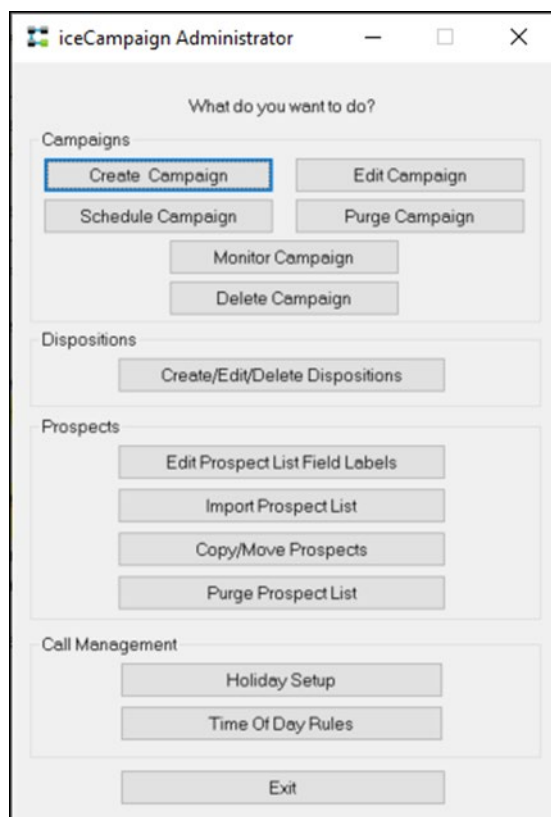 iceCampaign Administrator
What do you want to do?
Campaigns
Create Campaign
Edit Campaign
Schedule Campaign
Purge Campaign
Monitor Campaign
Delete Campaign
Dispositions
Create/Edit/Delete Dispositions
Prospects
Edit Prospect List Field Labels
Import Prospect List
Copy/Move Prospects
Purge Prospect List
Call Management
Holiday Setup
Time Of Day Rules
Exit